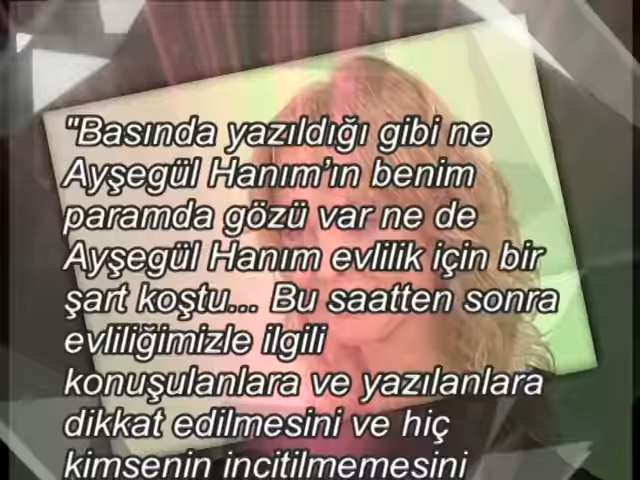 "Basında yazıldığı gibi ne
Ayşegül Hanım'ın benim
paramda gözü var ne de
Ayşegül Hanım evlilik için bir
şart koştu... Bu saatten sonra
evliliğimizle ilgili
konuşulanlara ve yazılanlara
dikkat edilmesini ve hiç
kimsenin incitilmemesini